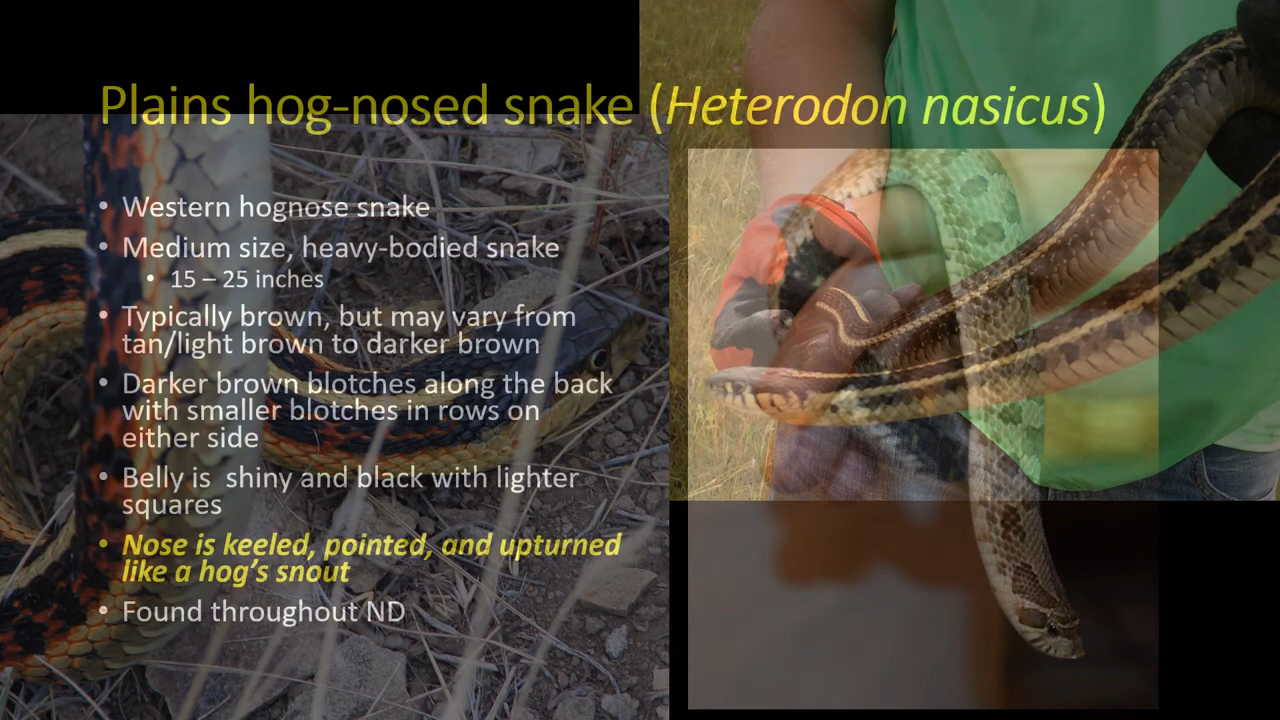 Plains hog-nosed snake (Heterodon nasicus)
• Western hognose snake
• Medium size, heavy-bodied snake
• 15 – 25 inches
• Typically brown, but may vary from
tan/light brown to darker brown
• Darker brown blotches along the back
with smaller blotches in rows on
either side
• Belly is  shiny and black with lighter
squares
• Nose is keeled, pointed, and upturned
like a hog’s snout
• Found throughout ND